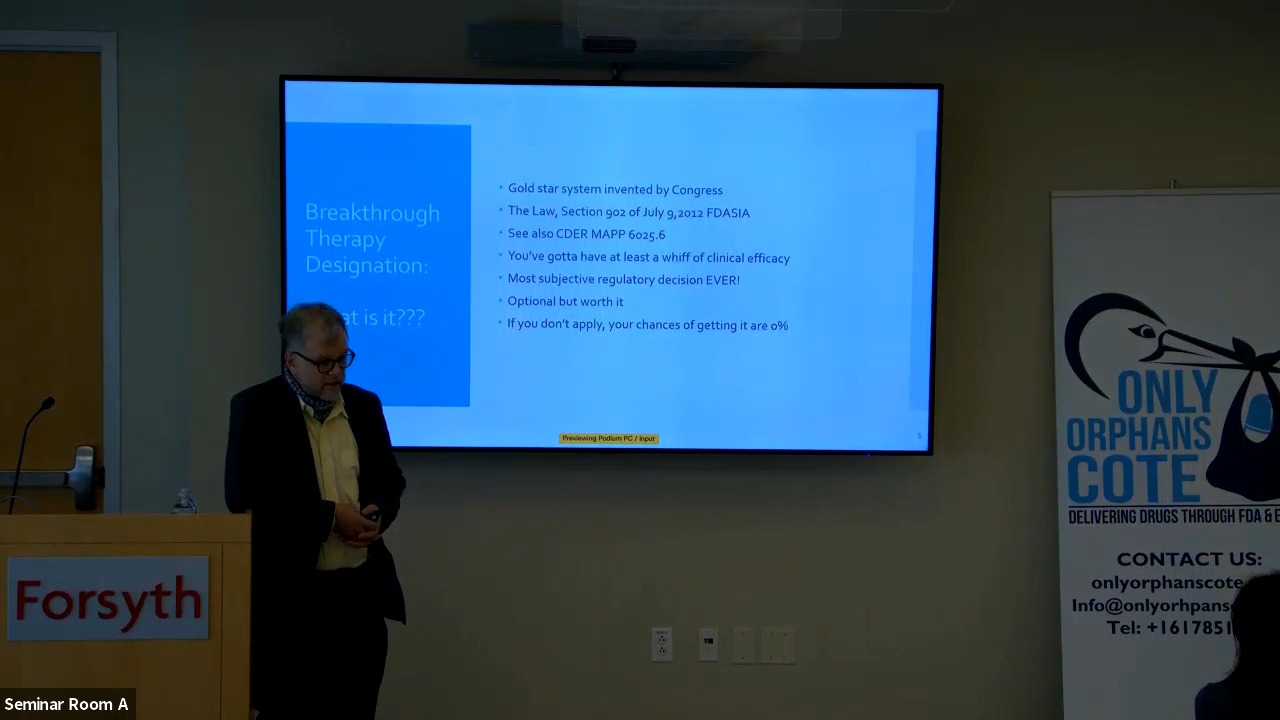 Breakthrough
Therapy
Designation:
at is it???
• Gold star system invented by Congress
• The Law, Section 902 of July 9,2012 FDASIA
• See also CDER MAPP 6025.6
• You've gotta have at least a whiff of clinical efficacy
• Most subjective regulatory decision EVER!
• Optional but worth it
• If you don't apply, your chances of getting it are 0%
Previewing Podium PC / Input
5
ONLY
ORPHANS
COTE
DELIVERING DRUGS THROUGH FDA & E
CONTACT US:
onlyorphanscote
Info@onlyorhpans
Tel: +1617851
Forsyth
Seminar Room A